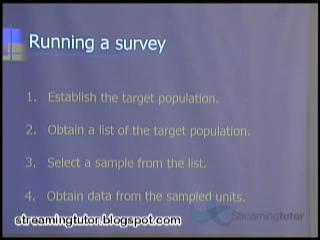 Running a survey
1. Establish the target population.
2. Obtain a list of the target population.
3. Select a sample from the list.
4. Obtain data from the sampled units.
Streamingtutor
streamingtutor.blogspot.com